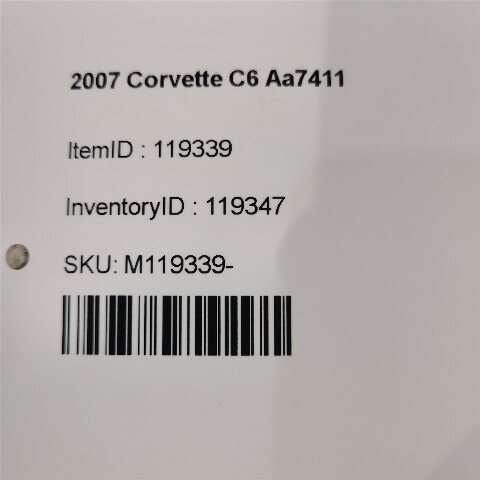 2007 Corvette C6 Aa7411
ItemID : 119339
InventoryID : 119347
SKU: M119339-